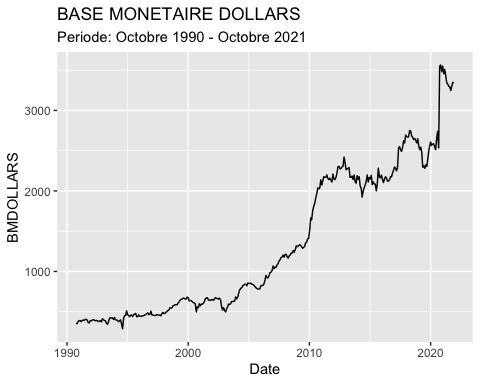 BASE MONETAIRE DOLLARS
Periode: Octobre 1990 - Octobre 2021
3000
2000
1000
BMDOLLARS
1990
2000
2010
2020
Date